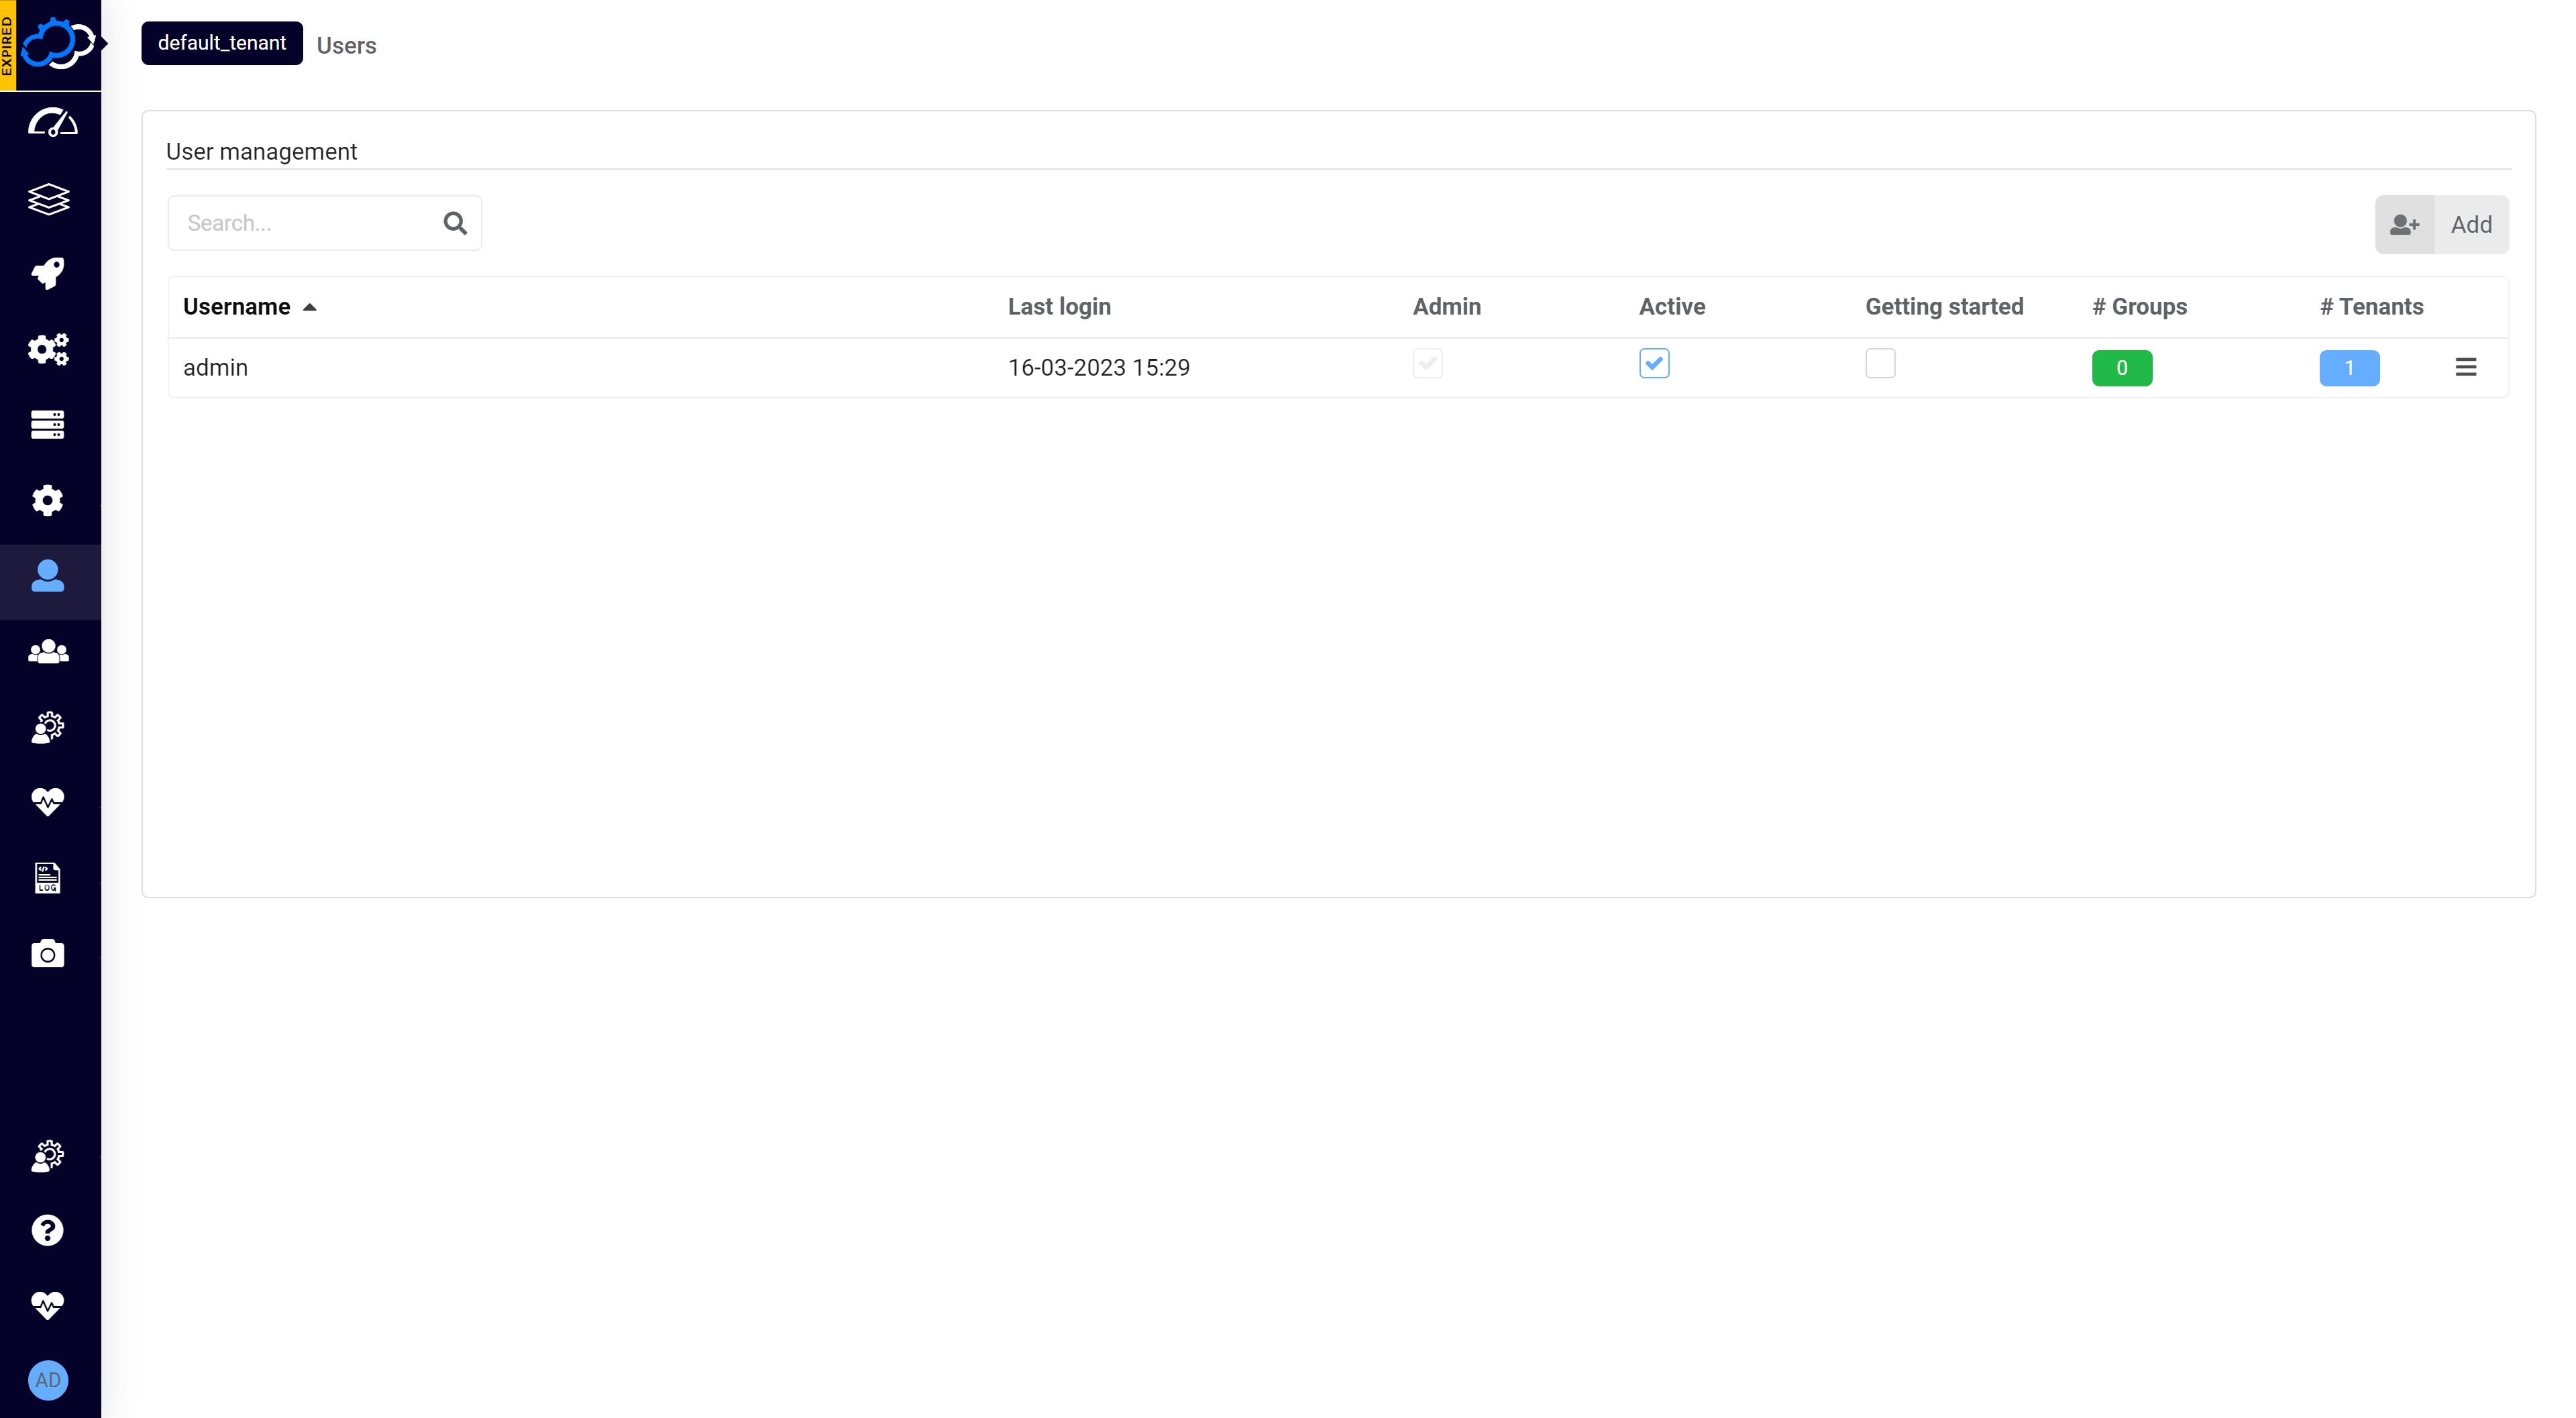 EXPIRED
default_tenant Users
User management
Search...
Add
Username Last login Admin Active Getting started # Groups # Tenants
admin 16-03-2023 15:29 0 1
LOG
AD